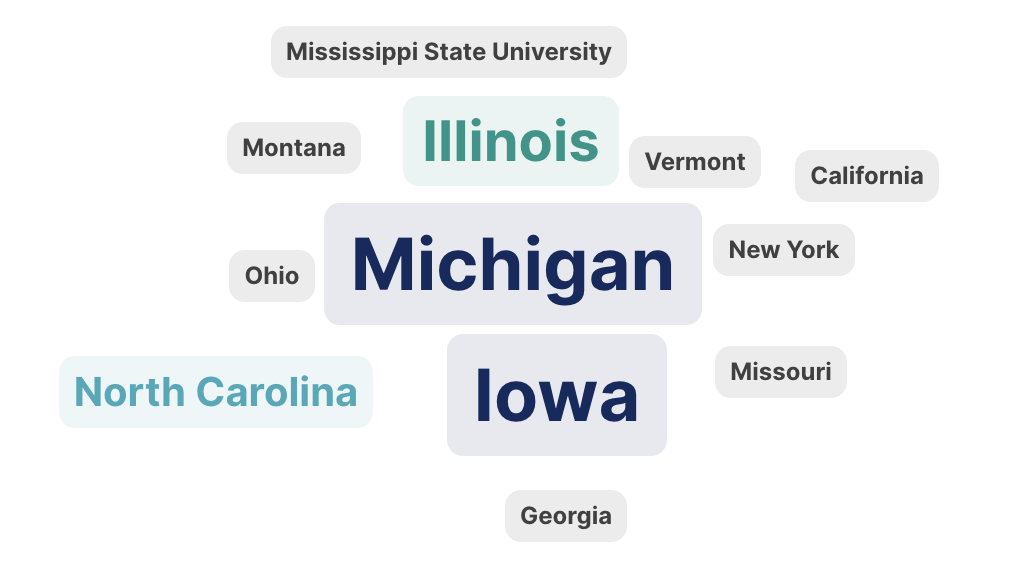 Mississippi State University
Illinois
Montana
Vermont
California
Michigan
New York
Ohio
Missouri
North Carolina
Iowa
Georgia